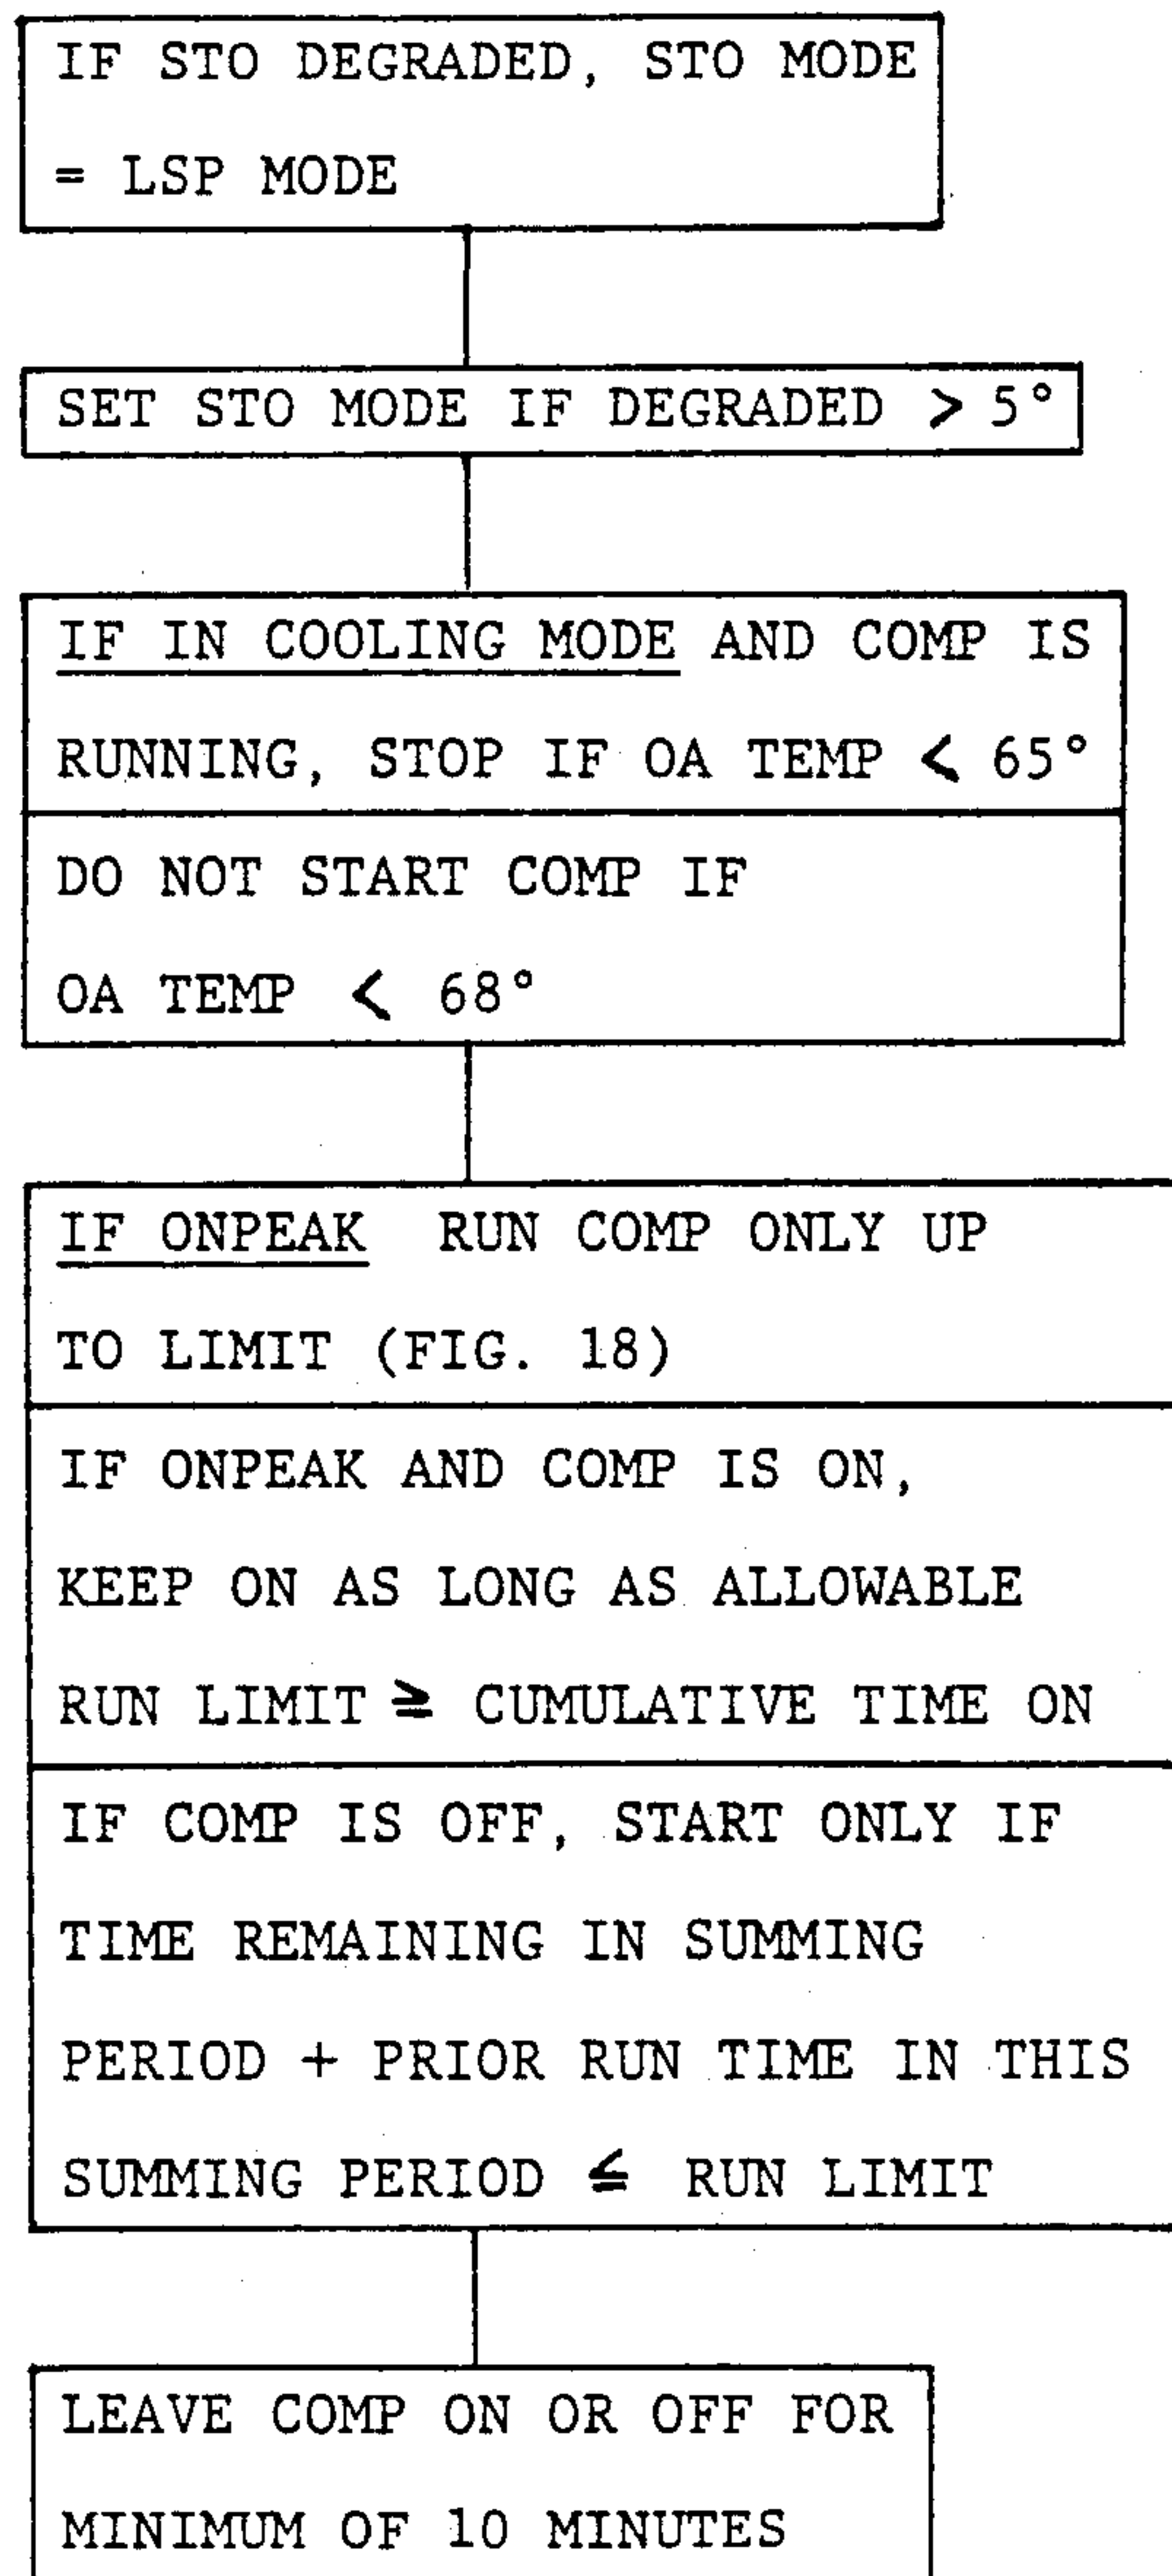 IF STO DEGRADED, STO MODE
= LSP MODE
SET STO MODE IF DEGRADED > 5°
IF IN COOLING MODE AND COMP IS
RUNNING, STOP IF OA TEMP < 65°
DO NOT START COMP IF
OA TEMP < 68°
IF ONPEAK RUN COMP ONLY UP
TO LIMIT (FIG. 18)
IF ONPEAK AND COMP IS ON,
KEEP ON AS LONG AS ALLOWABLE
RUN LIMIT ≧ CUMULATIVE TIME ON
IF COMP IS OFF, START ONLY IF
TIME REMAINING IN SUMMING
PERIOD + PRIOR RUN TIME IN THIS
SUMMING PERIOD ≦ RUN LIMIT
LEAVE COMP ON OR OFF FOR
MINIMUM OF 10 MINUTES